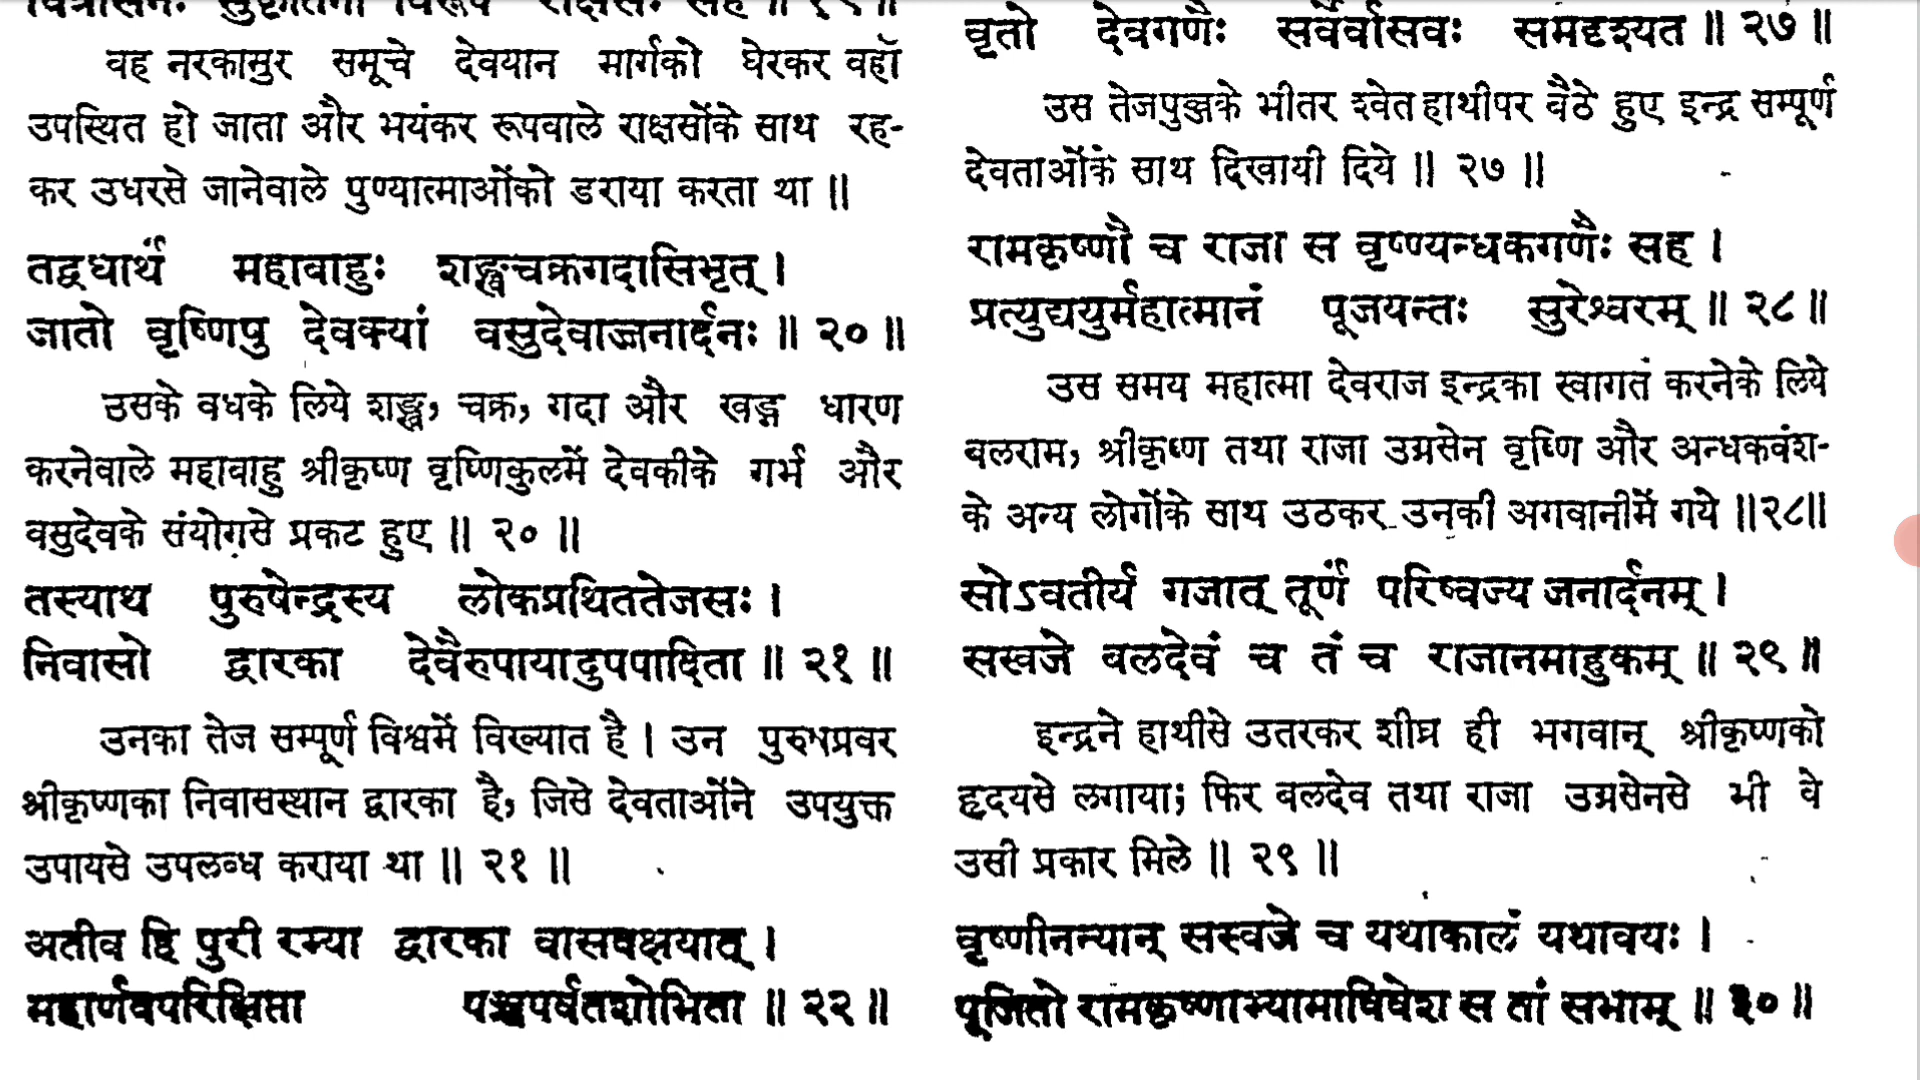 वह नरकासुर समूचे देवयान मार्गको घेरकर वहाँ
उपस्थित हो जाता और भयंकर रूपवाले राक्षसोंके साथ रह-
कर उधरसे जानेवाले पुण्यात्माओंको डराया करता था ॥
तद्वधार्थं महाबाहुः शङ्खचक्रगदासिभृत् ।
जातो वृष्णिषु देवक्यां वसुदेवाज्जनार्दनः ॥ २० ॥
उसके वधके लिये शङ्ख, चक्र, गदा और खड्ग धारण
करनेवाले महाबाहु श्रीकृष्ण वृष्णिकुलमें देवकीके गर्भ और
वसुदेवके संयोगसे प्रकट हुए ॥ २० ॥
तस्याथ पुरुषेन्द्रस्य लोकप्रथिततेजसः ।
निवासो द्वारका देवैरुपायादुपपादिता ॥ २१ ॥
उनका तेज सम्पूर्ण विश्वमें विख्यात है । उन पुरुषप्रवर
श्रीकृष्णका निवासस्थान द्वारका है, जिसे देवताओंने उपयुक्त
उपायसे उपलब्ध कराया था ॥ २१ ॥
अतीव हि पुरी रम्या द्वारका वासवक्षयात् ।
महार्णवपरिक्षिप्ता पञ्चपर्वतशोभिता ॥ २२ ॥
वृतो देवगणैः सर्वैर्वासवः समदृश्यत ॥ २७ ॥
उस तेजपुञ्जके भीतर श्वेत हाथीपर बैठे हुए इन्द्र सम्पूर्ण
देवताओंके साथ दिखायी दिये ॥ २७ ॥
रामकृष्णौ च राजा स वृष्ण्यन्धकगणैः सह ।
प्रत्युद्ययुर्महात्मानं पूजयन्तः सुरेश्वरम् ॥ २८ ॥
उस समय महात्मा देवराज इन्द्रका स्वागत करनेके लिये
बलराम, श्रीकृष्ण तथा राजा उग्रसेन वृष्णि और अन्धकवंश-
के अन्य लोगोंके साथ उठकर उनकी अगवानीमें गये ॥२८॥
सोऽवतीर्य गजात् तूर्णं परिष्वज्य जनार्दनम् ।
सस्वजे बलदेवं च तं च राजानमाहुकम् ॥ २९ ॥
इन्द्रने हाथीसे उतरकर शीघ्र ही भगवान् श्रीकृष्णको
हृदयसे लगाया; फिर बलदेव तथा राजा उग्रसेनसे भी वे
उसी प्रकार मिले ॥ २९ ॥
वृष्णीनन्यान् सस्वजे च यथाकालं यथावयः ।
पूजितो रामकृष्णाभ्यामाविवेश स तां सभाम् ॥ ३० ॥